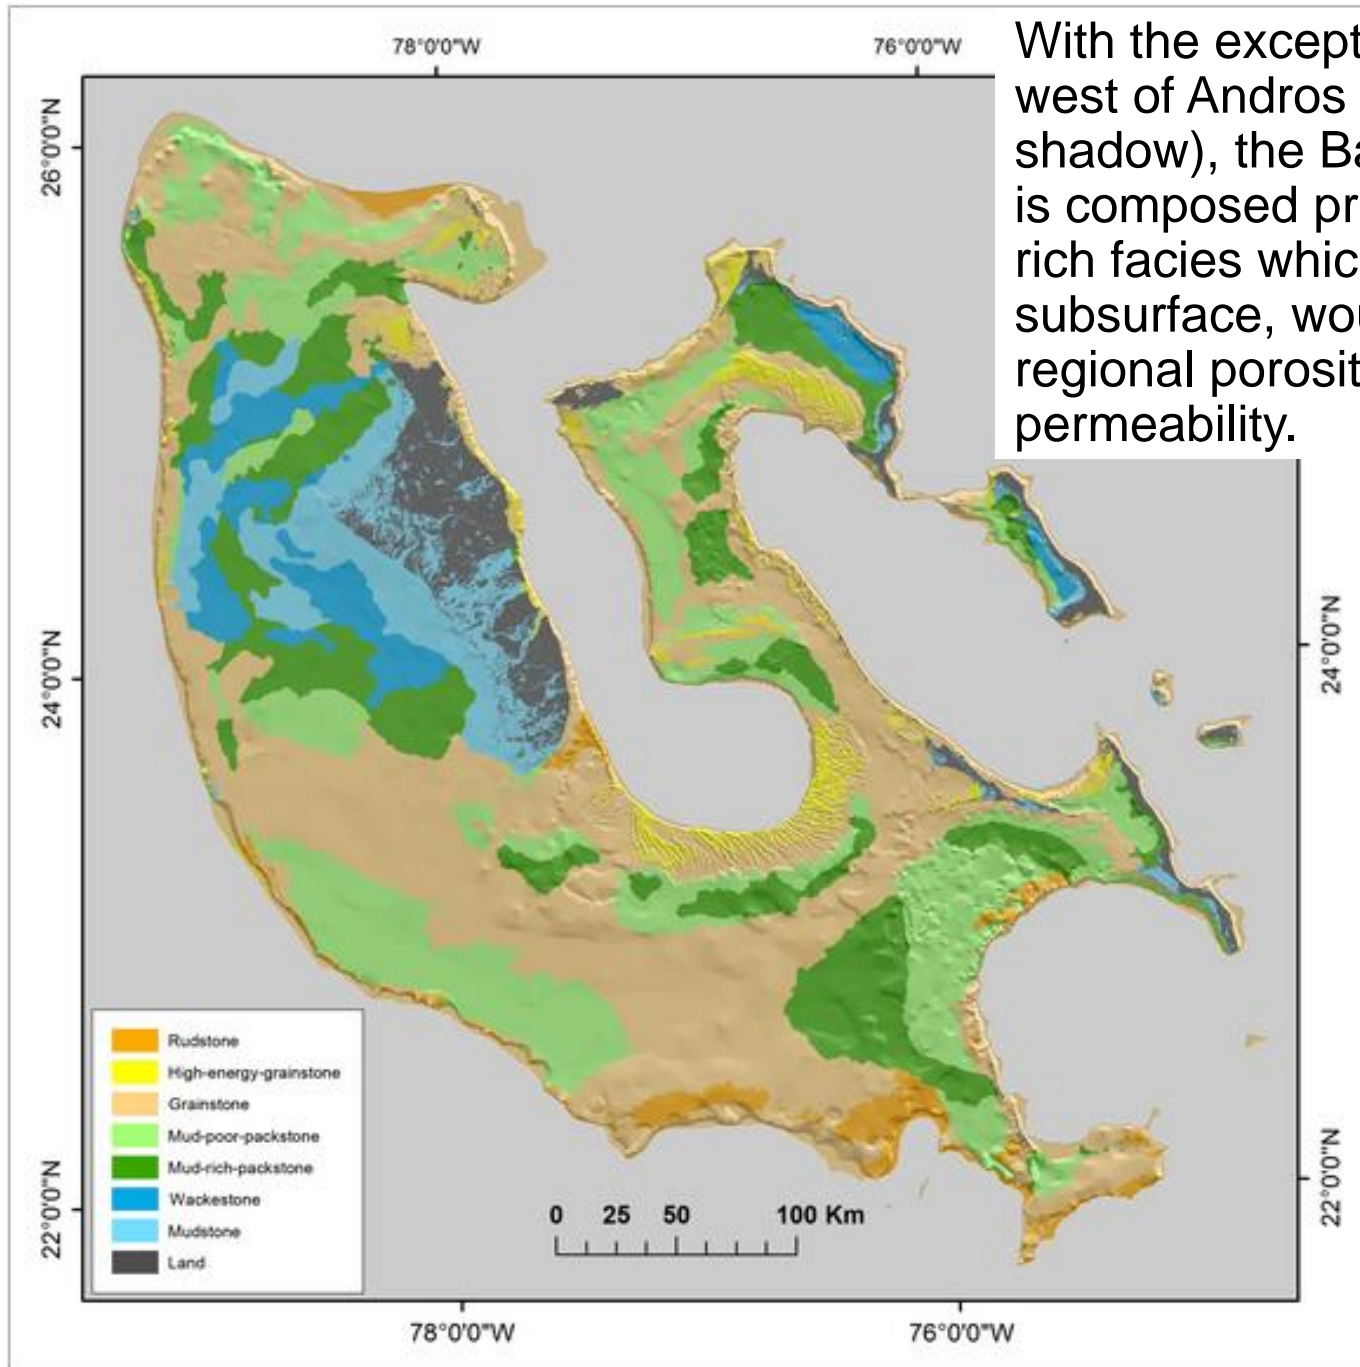 With the except
west of Andros
shadow), the Ba
is composed pr
rich facies whic
subsurface, wou
regional porosit
permeability.
78°0'0"W
76°0'0"W
26°0'0"N
24°0'0"N
24°0'0"N
22°0'0"N
22°0'0"N
Rudstone
High-energy-grainstone
Grainstone
Mud-poor-packstone
Mud-rich-packstone
Wackestone
Mudstone
Land
0 25 50 100 Km
78°0'0"W
76°0'0"W